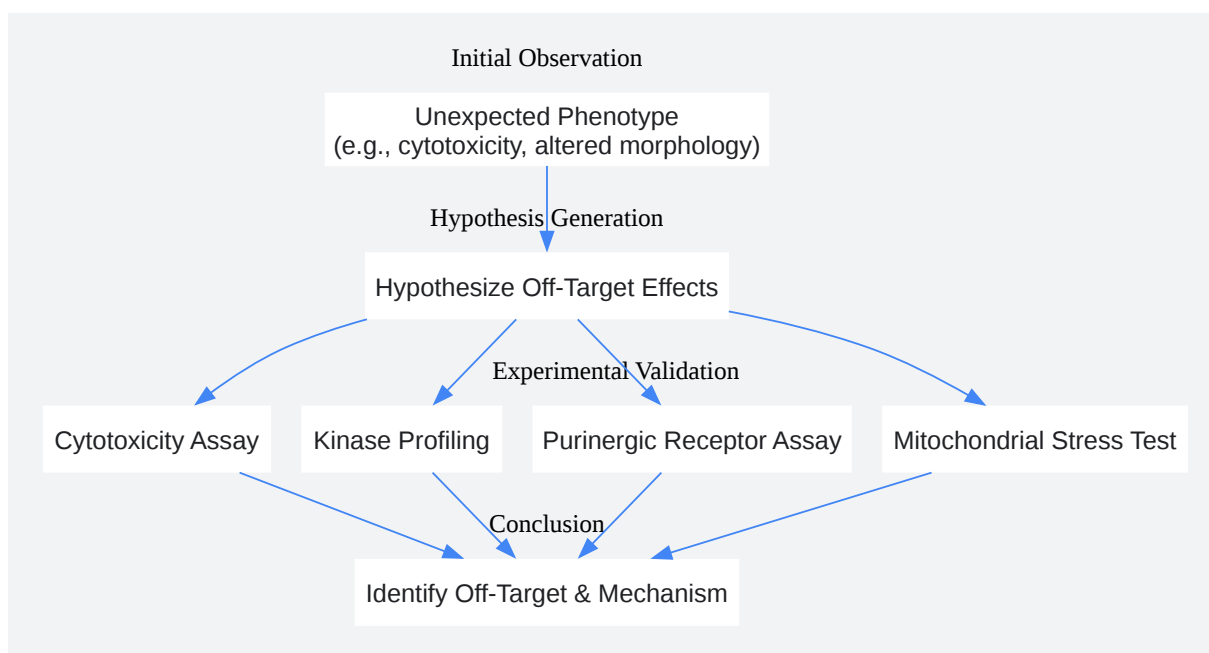 Initial Observation
Unexpected Phenotype
(e.g., cytotoxicity, altered morphology)
Hypothesis Generation
Hypothesize Off-Target Effects
Experimental Validation
Cytotoxicity Assay
Kinase Profiling
Purinergic Receptor Assay
Mitochondrial Stress Test
Conclusion
Identify Off-Target & Mechanism